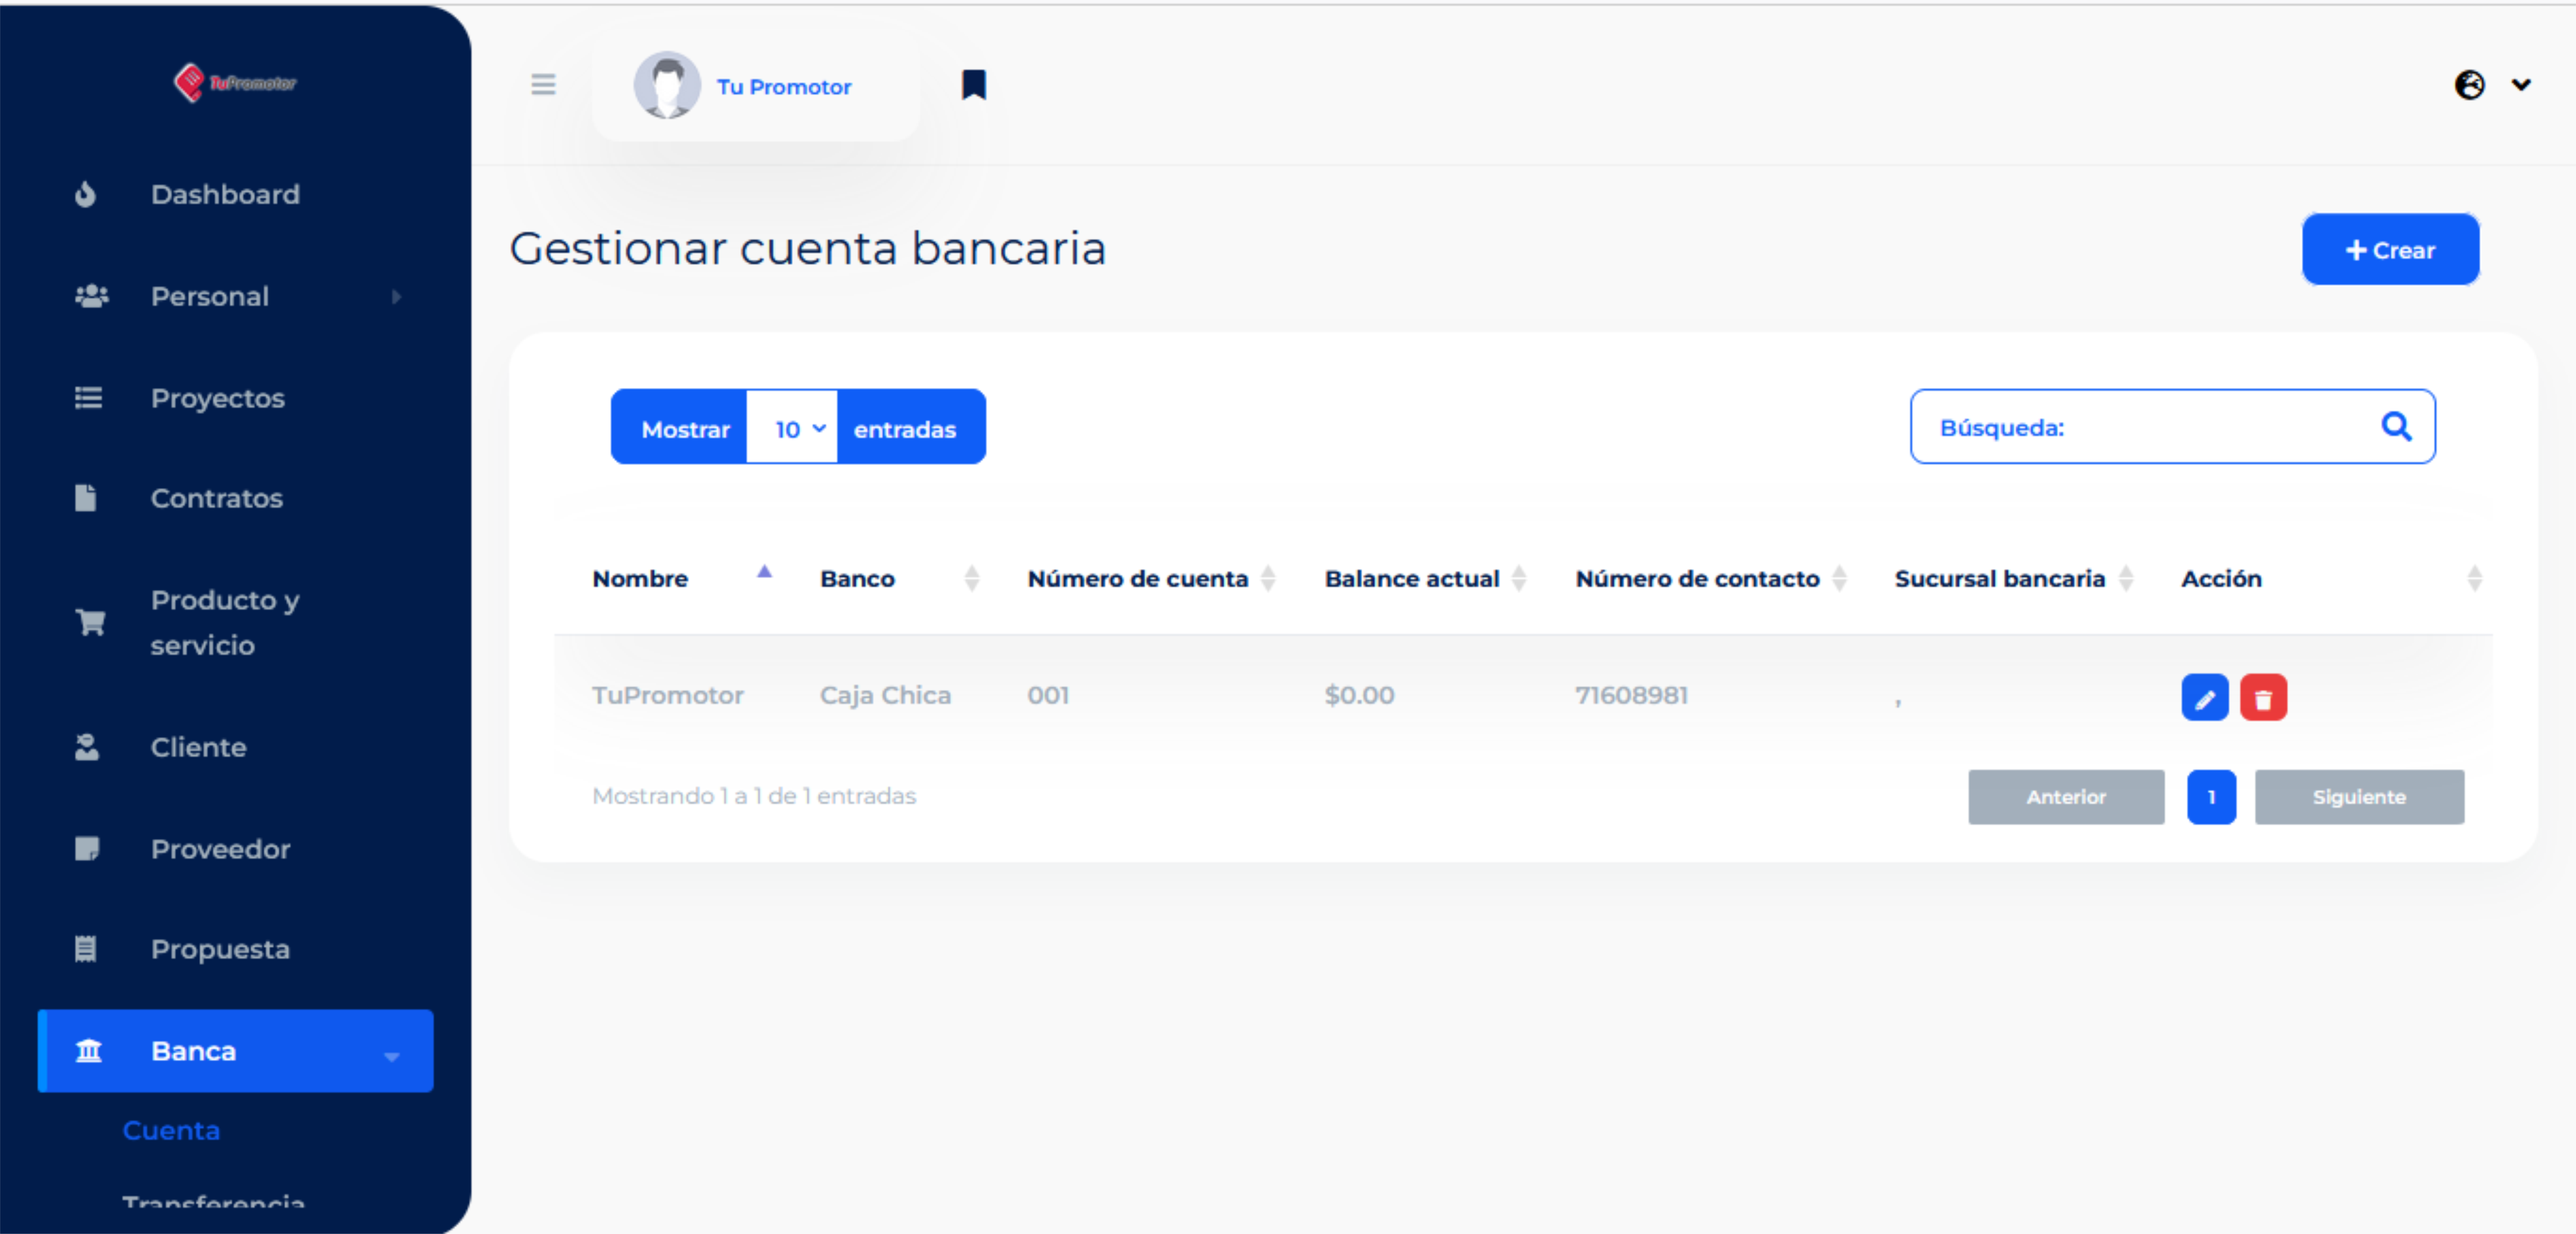 TuPromotor
Tu Promotor
Dashboard
Personal
Proyectos
Contratos
Producto y
servicio
Cliente
Proveedor
Propuesta
Banca
Cuenta
Transferencia
Gestionar cuenta bancaria
+ Crear
Mostrar 10 entradas
Búsqueda:
Nombre Banco Número de cuenta Balance actual Número de contacto Sucursal bancaria Acción
TuPromotor Caja Chica 001 $0.00 71608981 ,
Mostrando 1 a 1 de 1 entradas
Anterior 1 Siguiente